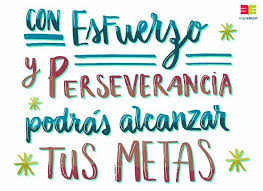 CON ESFUERZO
Y PERSEVERANCIA
podrás alcanzar
TUS METAS